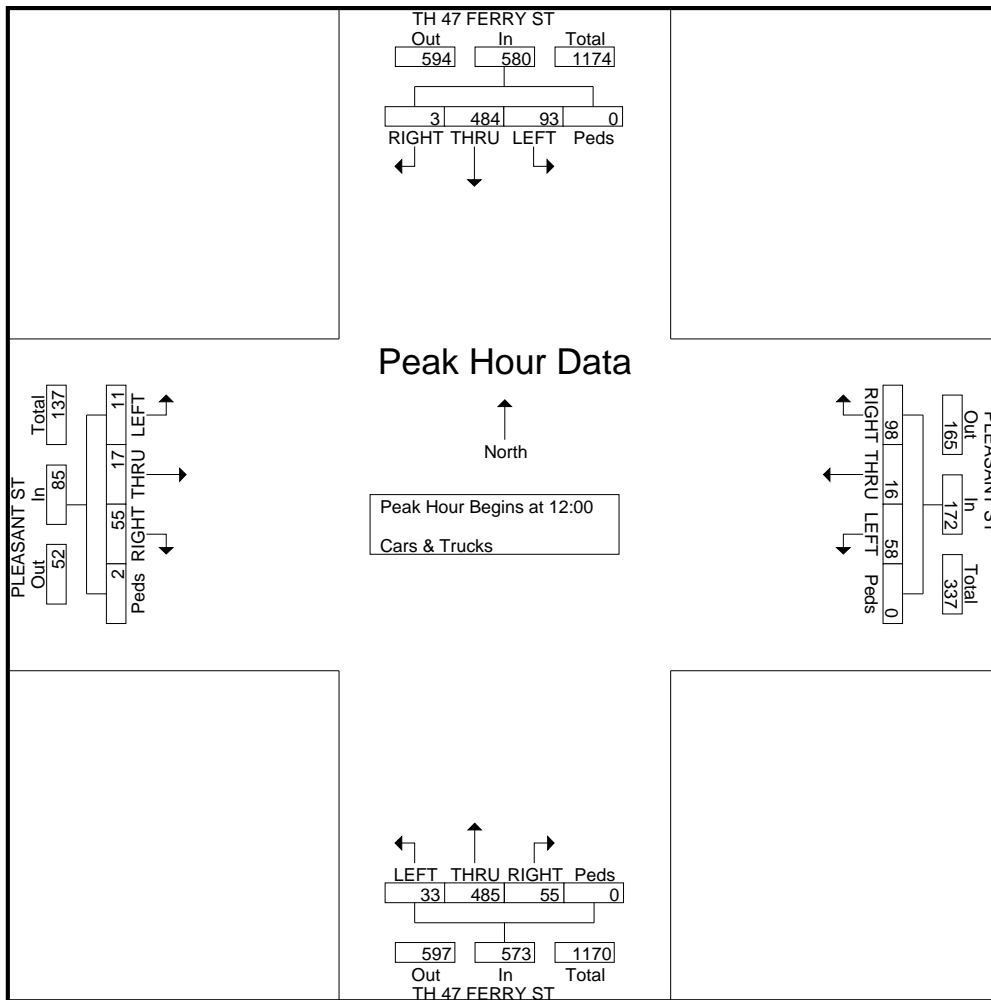 TH 47 FERRY ST
Out In Total
594 580 1174
3 484 93 0
RIGHT THRU LEFT Peds
Peak Hour Data
North
Peak Hour Begins at 12:00
Cars & Trucks
PLEASANT ST
Out In Total
52 85 137
11 17 55 2
LEFT THRU RIGHT Peds
PLEASANT ST
Out In Total
165 172 337
98 16 58 0
RIGHT THRU LEFT Peds
LEFT THRU RIGHT Peds
33 485 55 0
597 573 1170
Out In Total
TH 47 FERRY ST